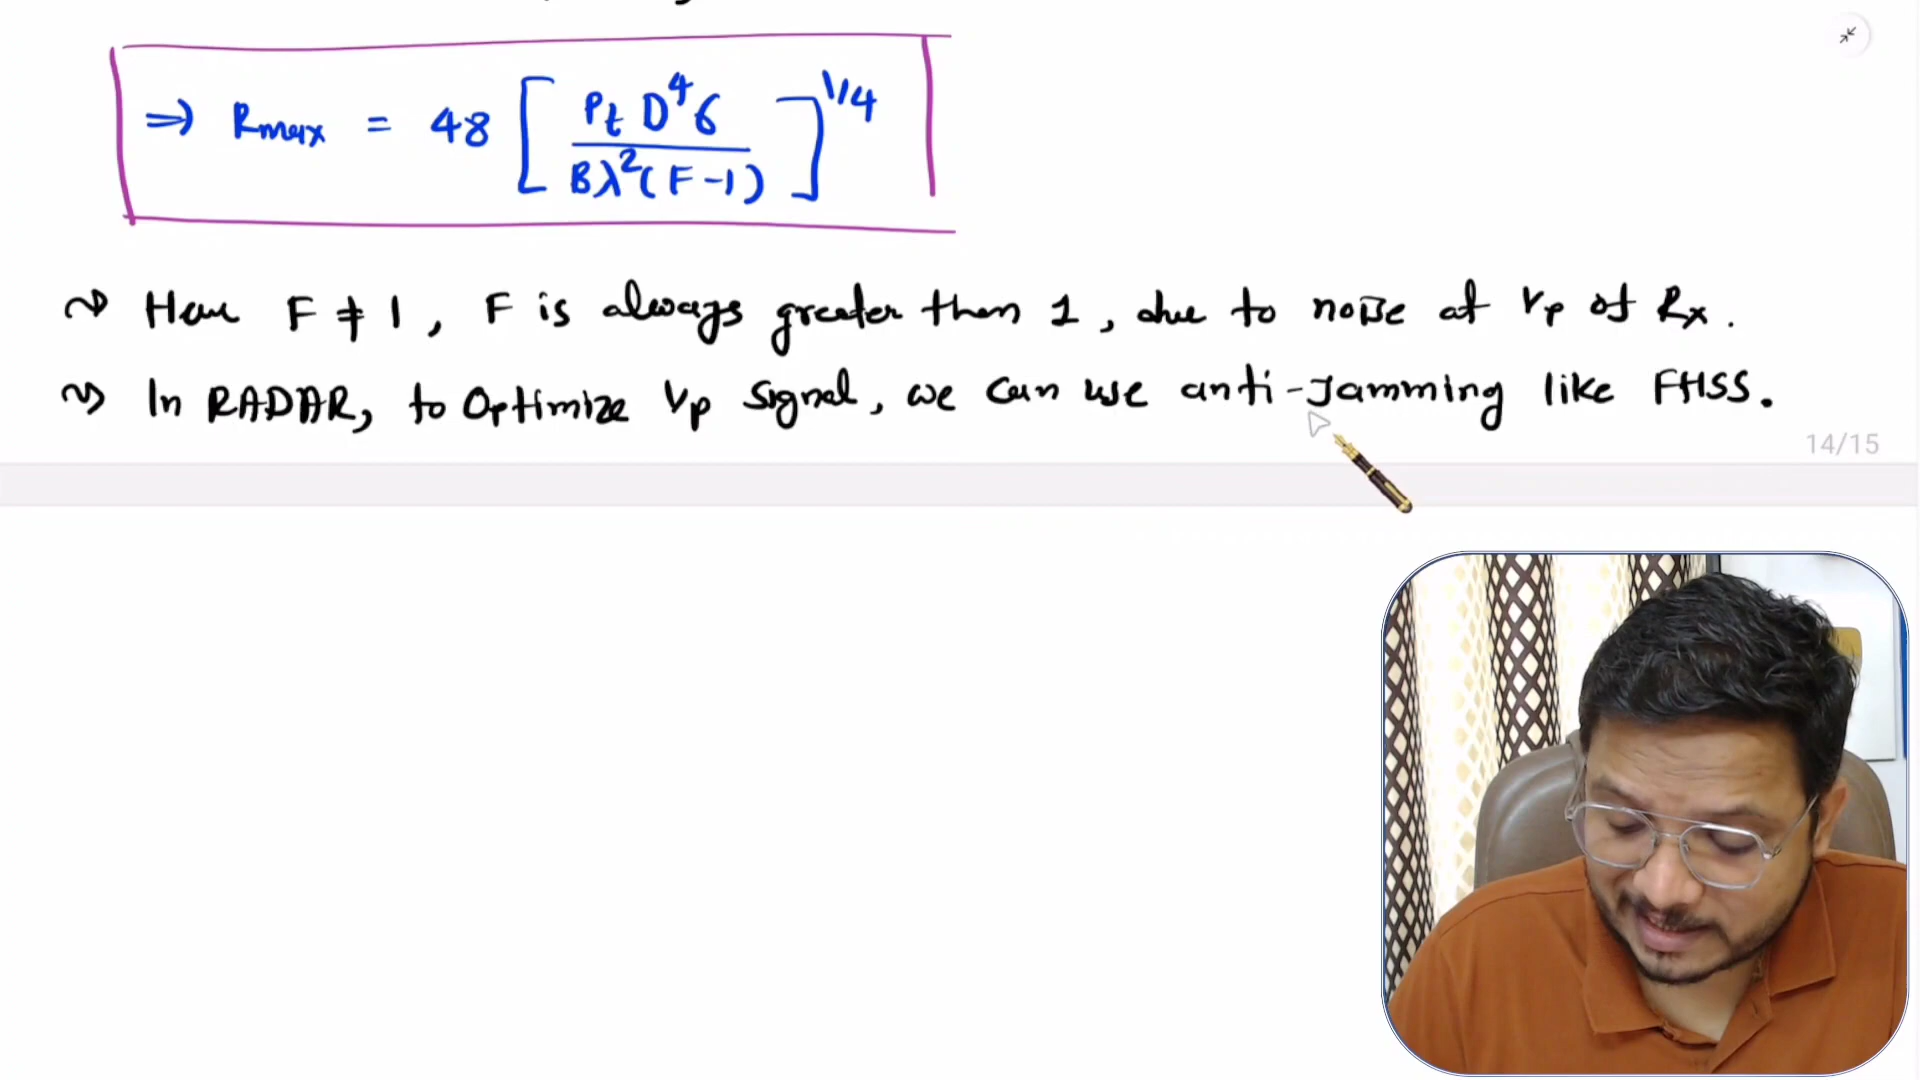 ⇒ Rmax = 48 [ Pt D⁴ σ / Bλ²(F-1) ]^1/4
~> Here F ≠ 1, F is always greater than 1, due to noise at I/P of Rx.
~> In RADAR, to Optimize I/P Signal, we can use anti-Jamming like FHSS.
14/15